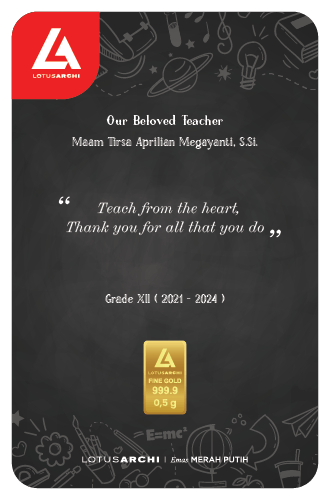 LOTUSARCHI
Our Beloved Teacher
Maam Tirsa Aprilian Megayanti, S.Si.
“ Teach from the heart,
Thank you for all that you do ”
Grade XII ( 2021 - 2024 )
LOTUSARCHI
FINE GOLD
999.9
0,5 g
E=mc²
LOTUSARCHI | Emas MERAH PUTIH